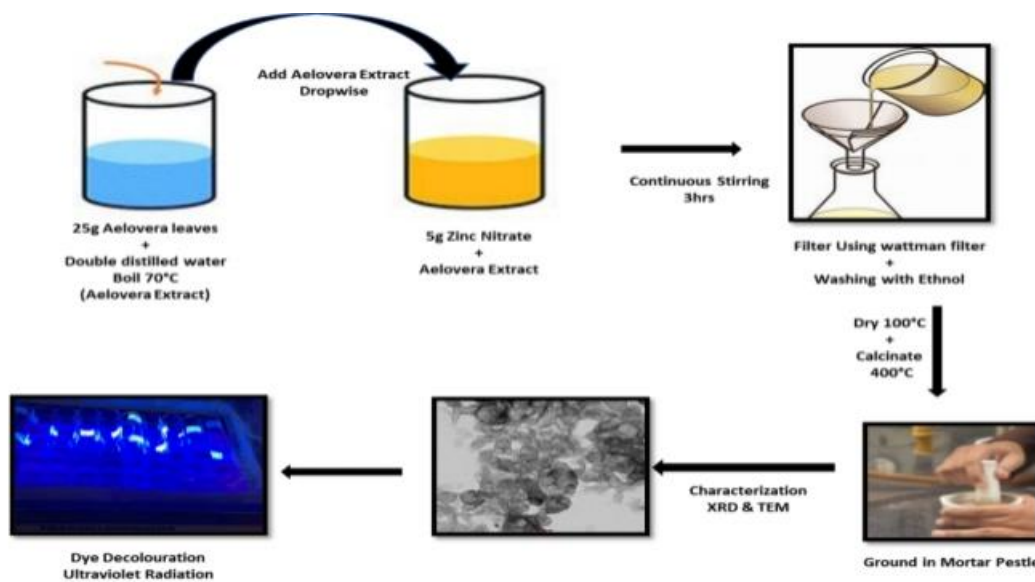 Add Aelovera Extract
Dropwise
25g Aelovera leaves
+
Double distilled water
Boil 70°C
(Aelovera Extract)
5g Zinc Nitrate
+
Aelovera Extract
Continuous Stirring
3hrs
Filter Using wattman filter
+
Washing with Ethnol
Dry 100°C
+
Calcinate
400°C
Ground in Mortar Pestle
Characterization
XRD & TEM
Dye Decolouration
Ultraviolet Radiation